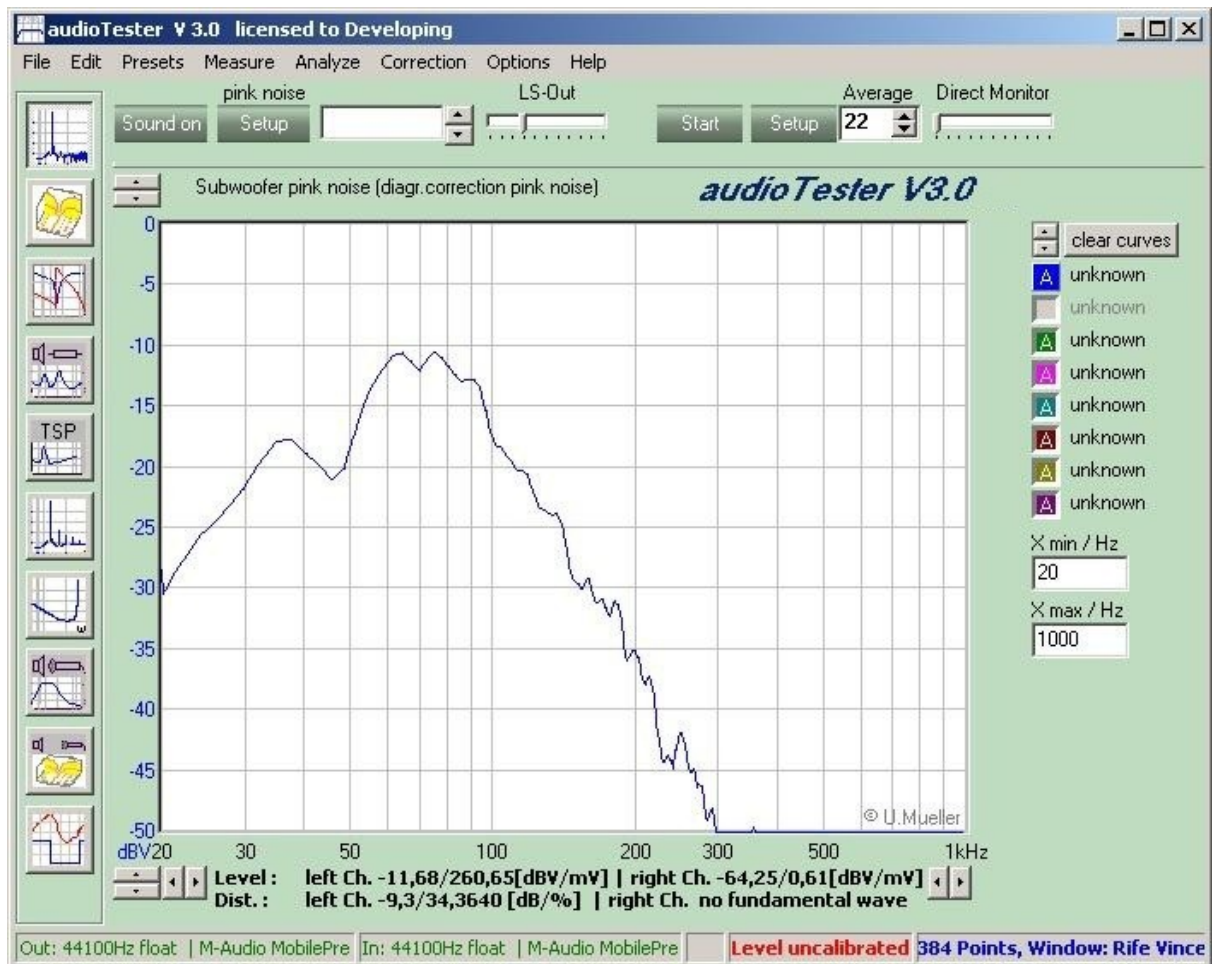 audioTester V 3.0 licensed to Developing
File Edit Presets Measure Analyze Correction Options Help
pink noise LS-Out Average Direct Monitor
Sound on Setup Start Setup 22
Subwoofer pink noise (diagr.correction pink noise) audioTester V3.0
clear curves
A unknown
unknown
A unknown
A unknown
A unknown
A unknown
A unknown
A unknown
X min / Hz
20
X max / Hz
1000
TSP
ω
0
-5
-10
-15
-20
-25
-30
-35
-40
-45
-50
© U.Mueller
dBV 20 30 50 100 200 300 500 1kHz
Level : left Ch. -11,68/260,65[dBV/mV] | right Ch. -64,25/0,61[dBV/mV]
Dist. : left Ch. -9,3/34,3640 [dB/%] | right Ch. no fundamental wave
Out: 44100Hz float | M-Audio MobilePre In: 44100Hz float | M-Audio MobilePre Level uncalibrated 384 Points, Window: Rife Vince